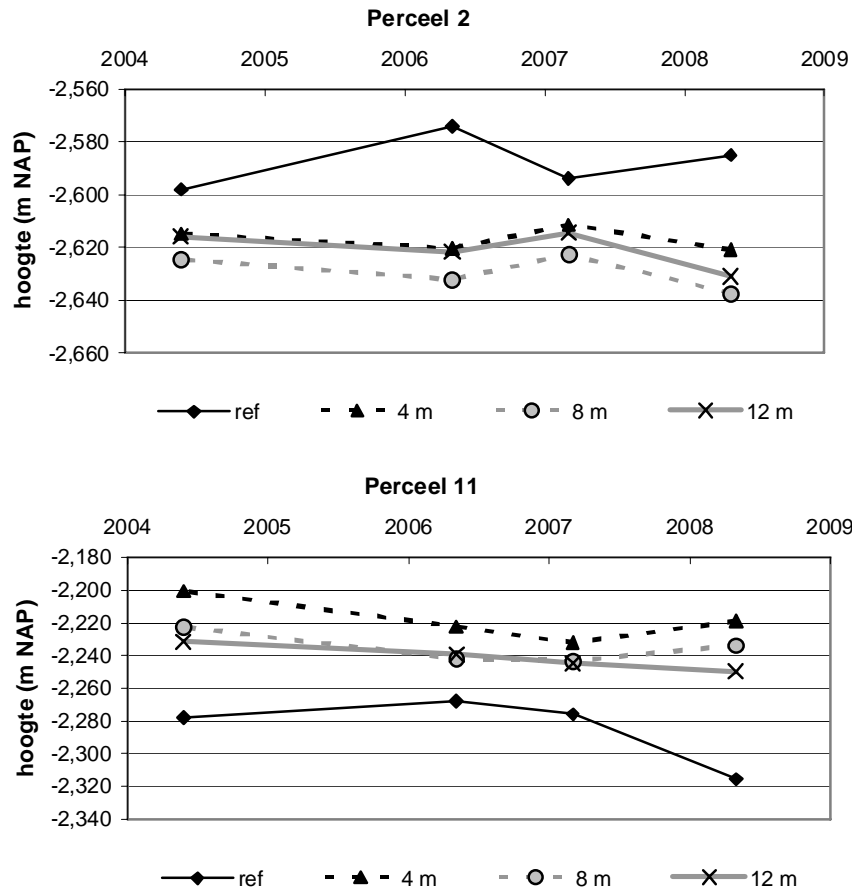 Perceel 2
2004 2005 2006 2007 2008 2009
-2,560
-2,580
-2,600
-2,620
-2,640
-2,660
hoogte (m NAP)
ref 4 m 8 m 12 m
Perceel 11
2004 2005 2006 2007 2008 2009
-2,180
-2,200
-2,220
-2,240
-2,260
-2,280
-2,300
-2,320
-2,340
hoogte (m NAP)
ref 4 m 8 m 12 m